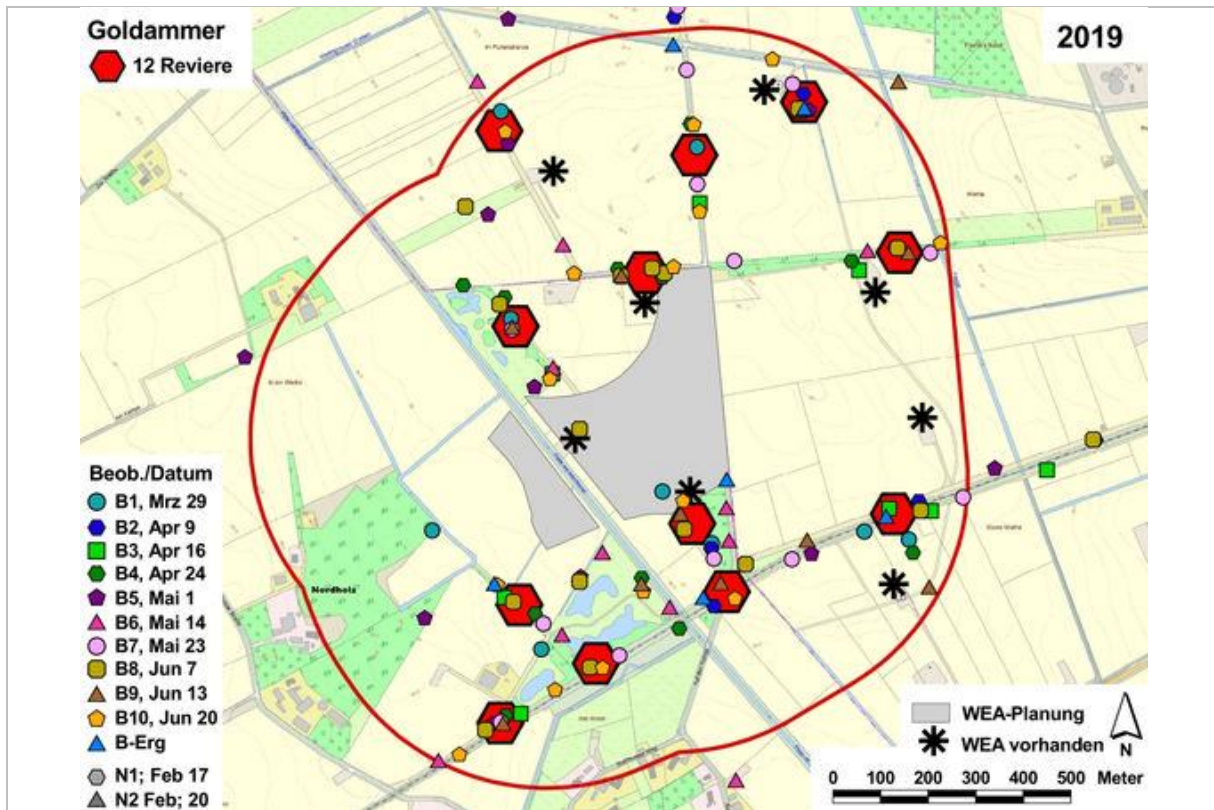 Goldammer
12 Reviere
2019
Nordholz
Beob./Datum
B1, Mrz 29
B2, Apr 9
B3, Apr 16
B4, Apr 24
B5, Mai 1
B6, Mai 14
B7, Mai 23
B8, Jun 7
B9, Jun 13
B10, Jun 20
B-Erg
N1; Feb 17
N2 Feb; 20
WEA-Planung
WEA vorhanden
N
0 100 200 300 400 500 Meter